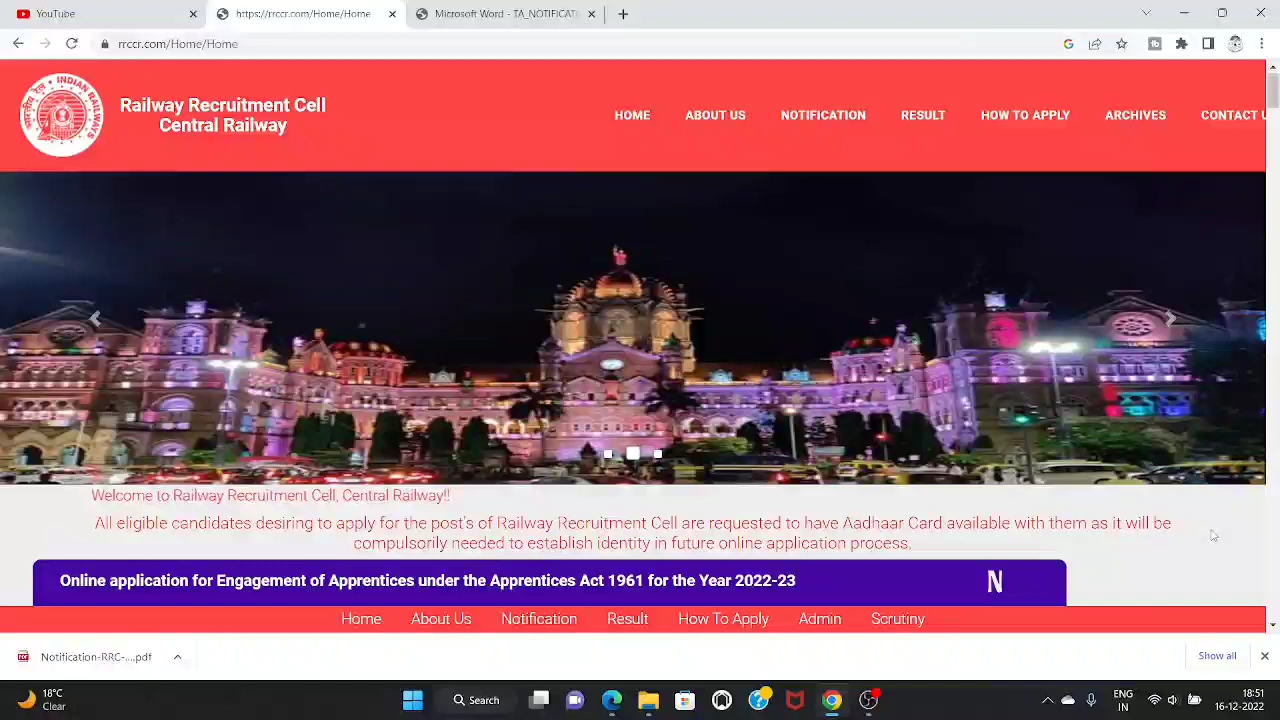 YouTube
https://rrccr.com/Home/Home
Microsoft Word - TA_NOTIFICAT
rrccr.com/Home/Home
INDIAN RAILWAYS
भारतीय रेल
Railway Recruitment Cell
Central Railway
HOME
ABOUT US
NOTIFICATION
RESULT
HOW TO APPLY
ARCHIVES
CONTACT U
Welcome to Railway Recruitment Cell, Central Railway!!
All eligible candidates desiring to apply for the post's of Railway Recruitment Cell are requested to have Aadhaar Card available with them as it will be
compulsorily needed to establish identity in future online application process.
Online application for Engagement of Apprentices under the Apprentices Act 1961 for the Year 2022-23
N
Home
About Us
Notification
Result
How To Apply
Admin
Scrutiny
Notification-RRC-....pdf
Show all
18°C
Clear
Search
ENG
IN
18:51
16-12-2022